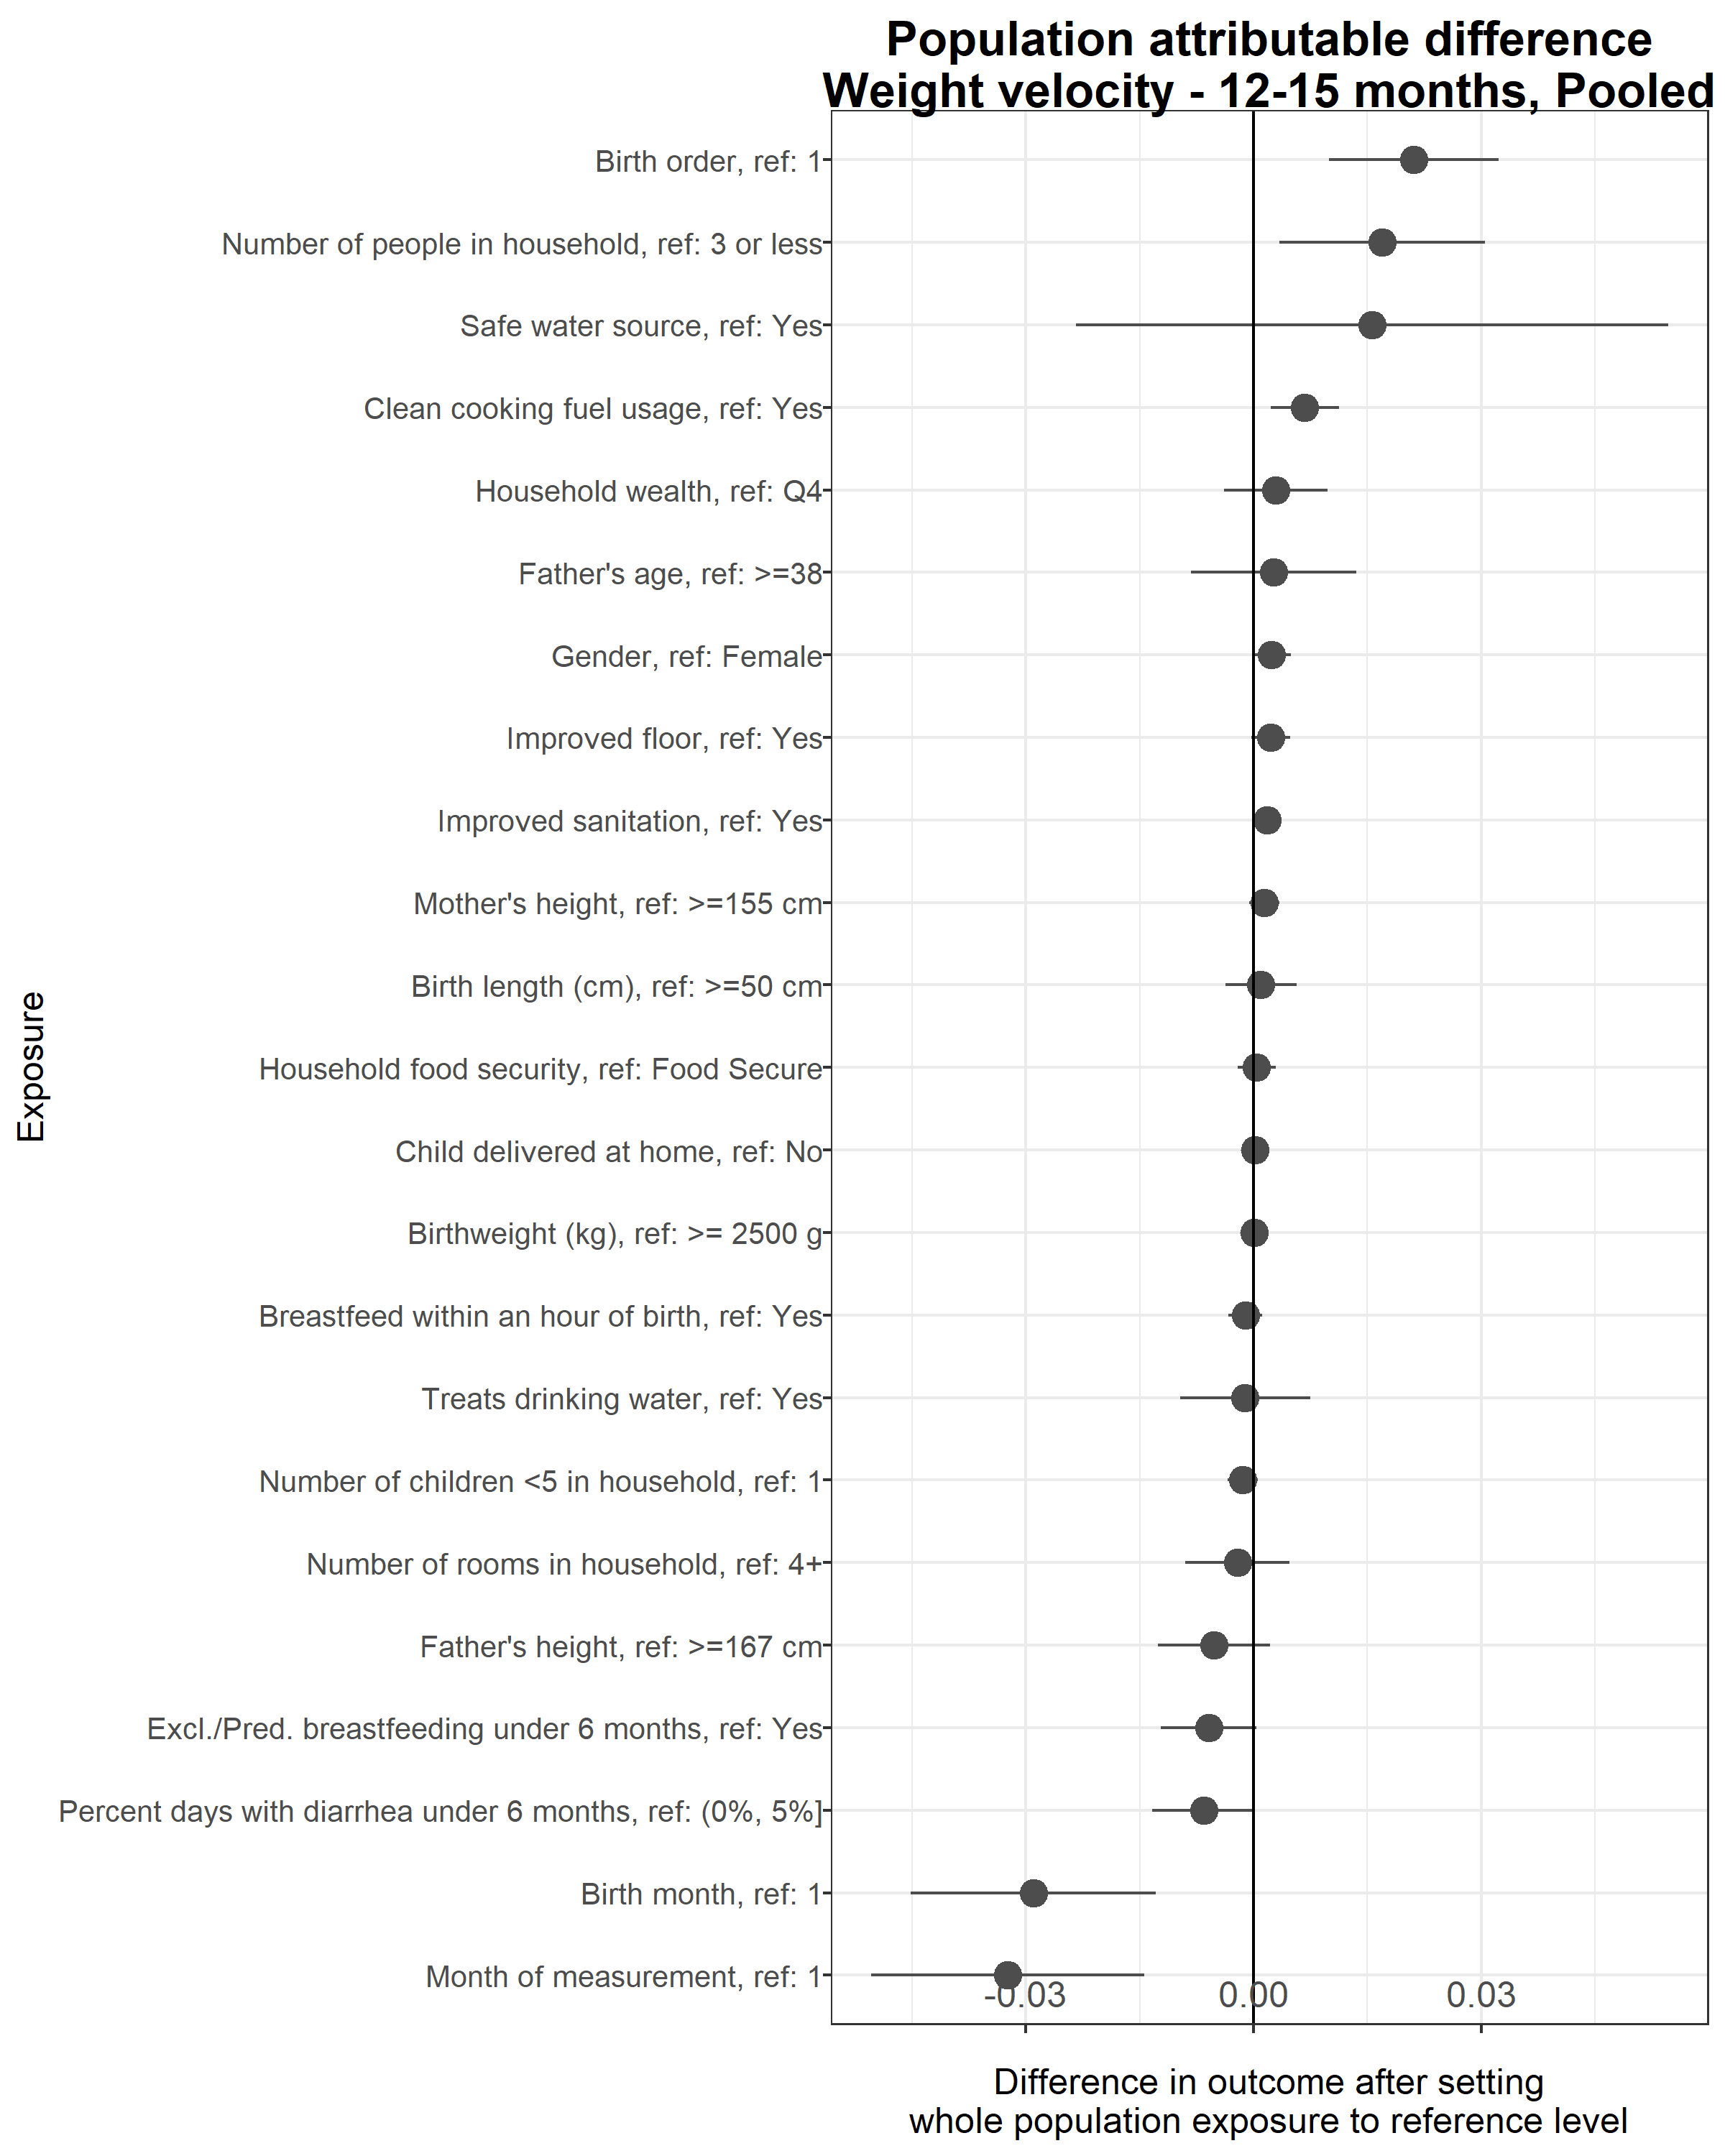 Population attributable difference
Weight velocity - 12-15 months, Pooled
Birth order, ref: 1
Number of people in household, ref: 3 or less
Safe water source, ref: Yes
Clean cooking fuel usage, ref: Yes
Household wealth, ref: Q4
Father's age, ref: >=38
Gender, ref: Female
Improved floor, ref: Yes
Improved sanitation, ref: Yes
Mother's height, ref: >=155 cm
Birth length (cm), ref: >=50 cm
Household food security, ref: Food Secure
Child delivered at home, ref: No
Birthweight (kg), ref: >= 2500 g
Breastfeed within an hour of birth, ref: Yes
Treats drinking water, ref: Yes
Number of children <5 in household, ref: 1
Number of rooms in household, ref: 4+
Father's height, ref: >=167 cm
Excl./Pred. breastfeeding under 6 months, ref: Yes
Percent days with diarrhea under 6 months, ref: (0%, 5%]
Birth month, ref: 1
Month of measurement, ref: 1
Exposure
-0.03 0.00 0.03
Difference in outcome after setting
whole population exposure to reference level